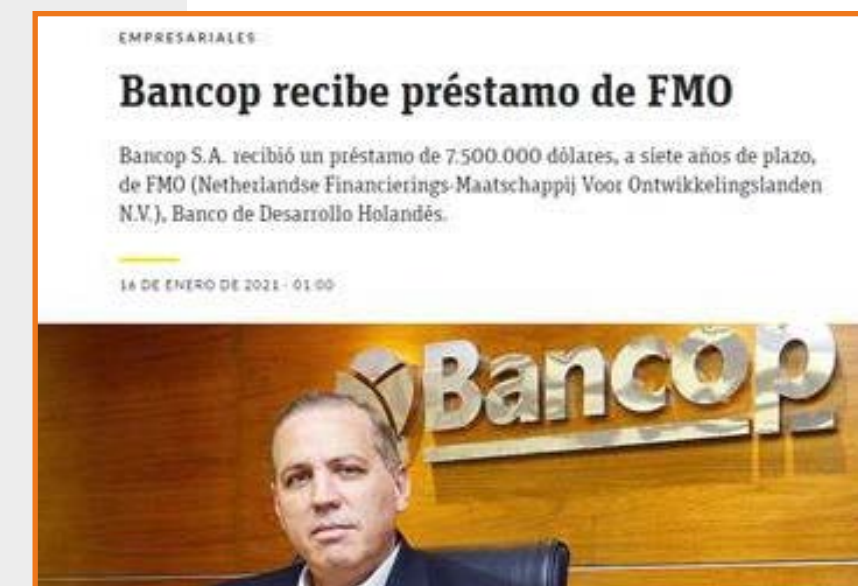 EMPRESARIALES
Bancop recibe préstamo de FMO
Bancop S.A. recibió un préstamo de 7.500.000 dólares, a siete años de plazo,
de FMO (Netherlandse Financierings-Maatschappij Voor Ontwikkelingslanden
N.V.), Banco de Desarrollo Holandés.
16 DE ENERO DE 2021 - 01:00
Bancop